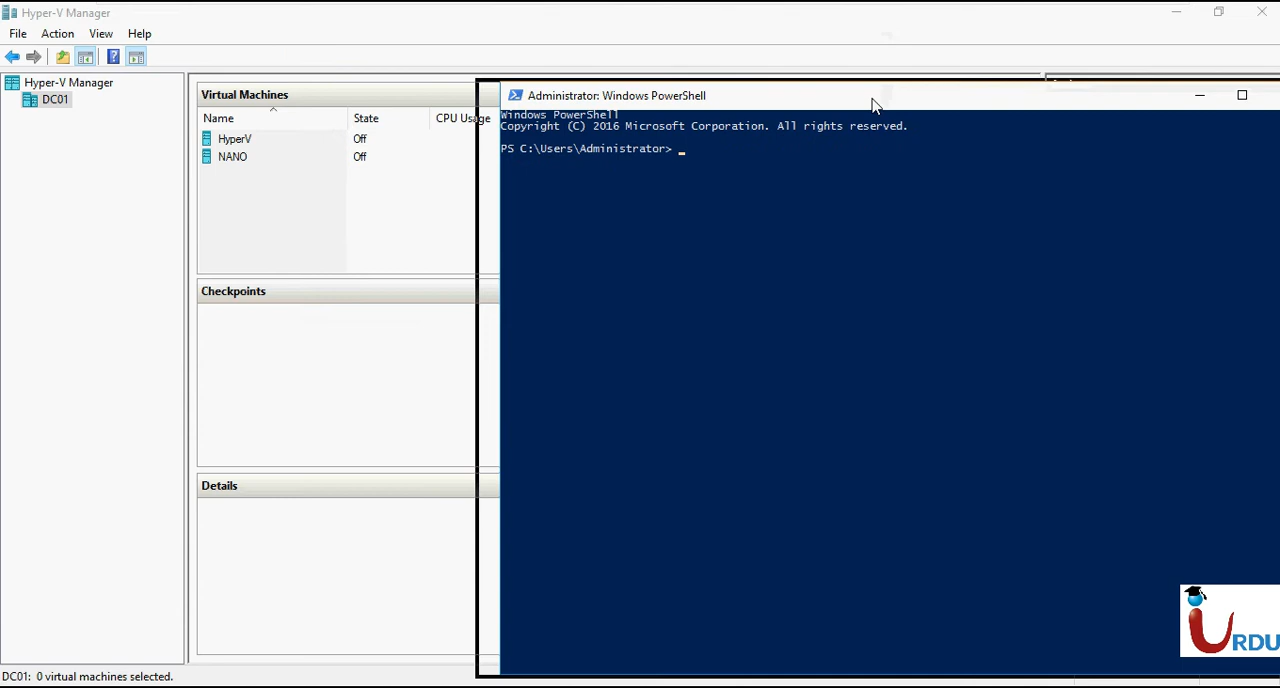 Hyper-V Manager
File Action View Help
Hyper-V Manager
DC01
Virtual Machines
Name State CPU Usage
HyperV Off
NANO Off
Checkpoints
Details
DC01: 0 virtual machines selected.
Administrator: Windows PowerShell
Windows PowerShell
Copyright (C) 2016 Microsoft Corporation. All rights reserved.
PS C:\Users\Administrator> _
URDU